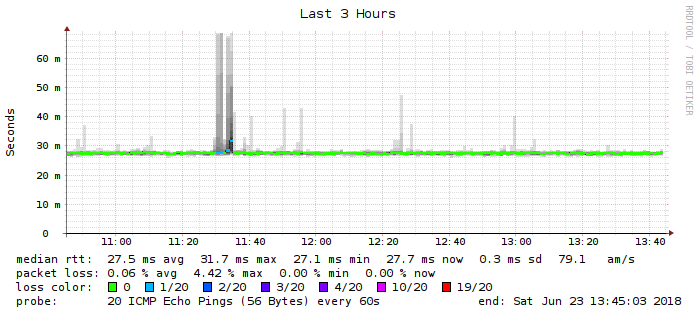 Last 3 Hours
RRDTOOL / TOBI OETIKER
Seconds
60 m
50 m
40 m
30 m
20 m
10 m
0
11:00 11:20 11:40 12:00 12:20 12:40 13:00 13:20 13:40
median rtt: 27.5 ms avg 31.7 ms max 27.1 ms min 27.7 ms now 0.3 ms sd 79.1 am/s
packet loss: 0.06 % avg 4.42 % max 0.00 % min 0.00 % now
loss color: 0 1/20 2/20 3/20 4/20 10/20 19/20
probe: 20 ICMP Echo Pings (56 Bytes) every 60s end: Sat Jun 23 13:45:03 2018